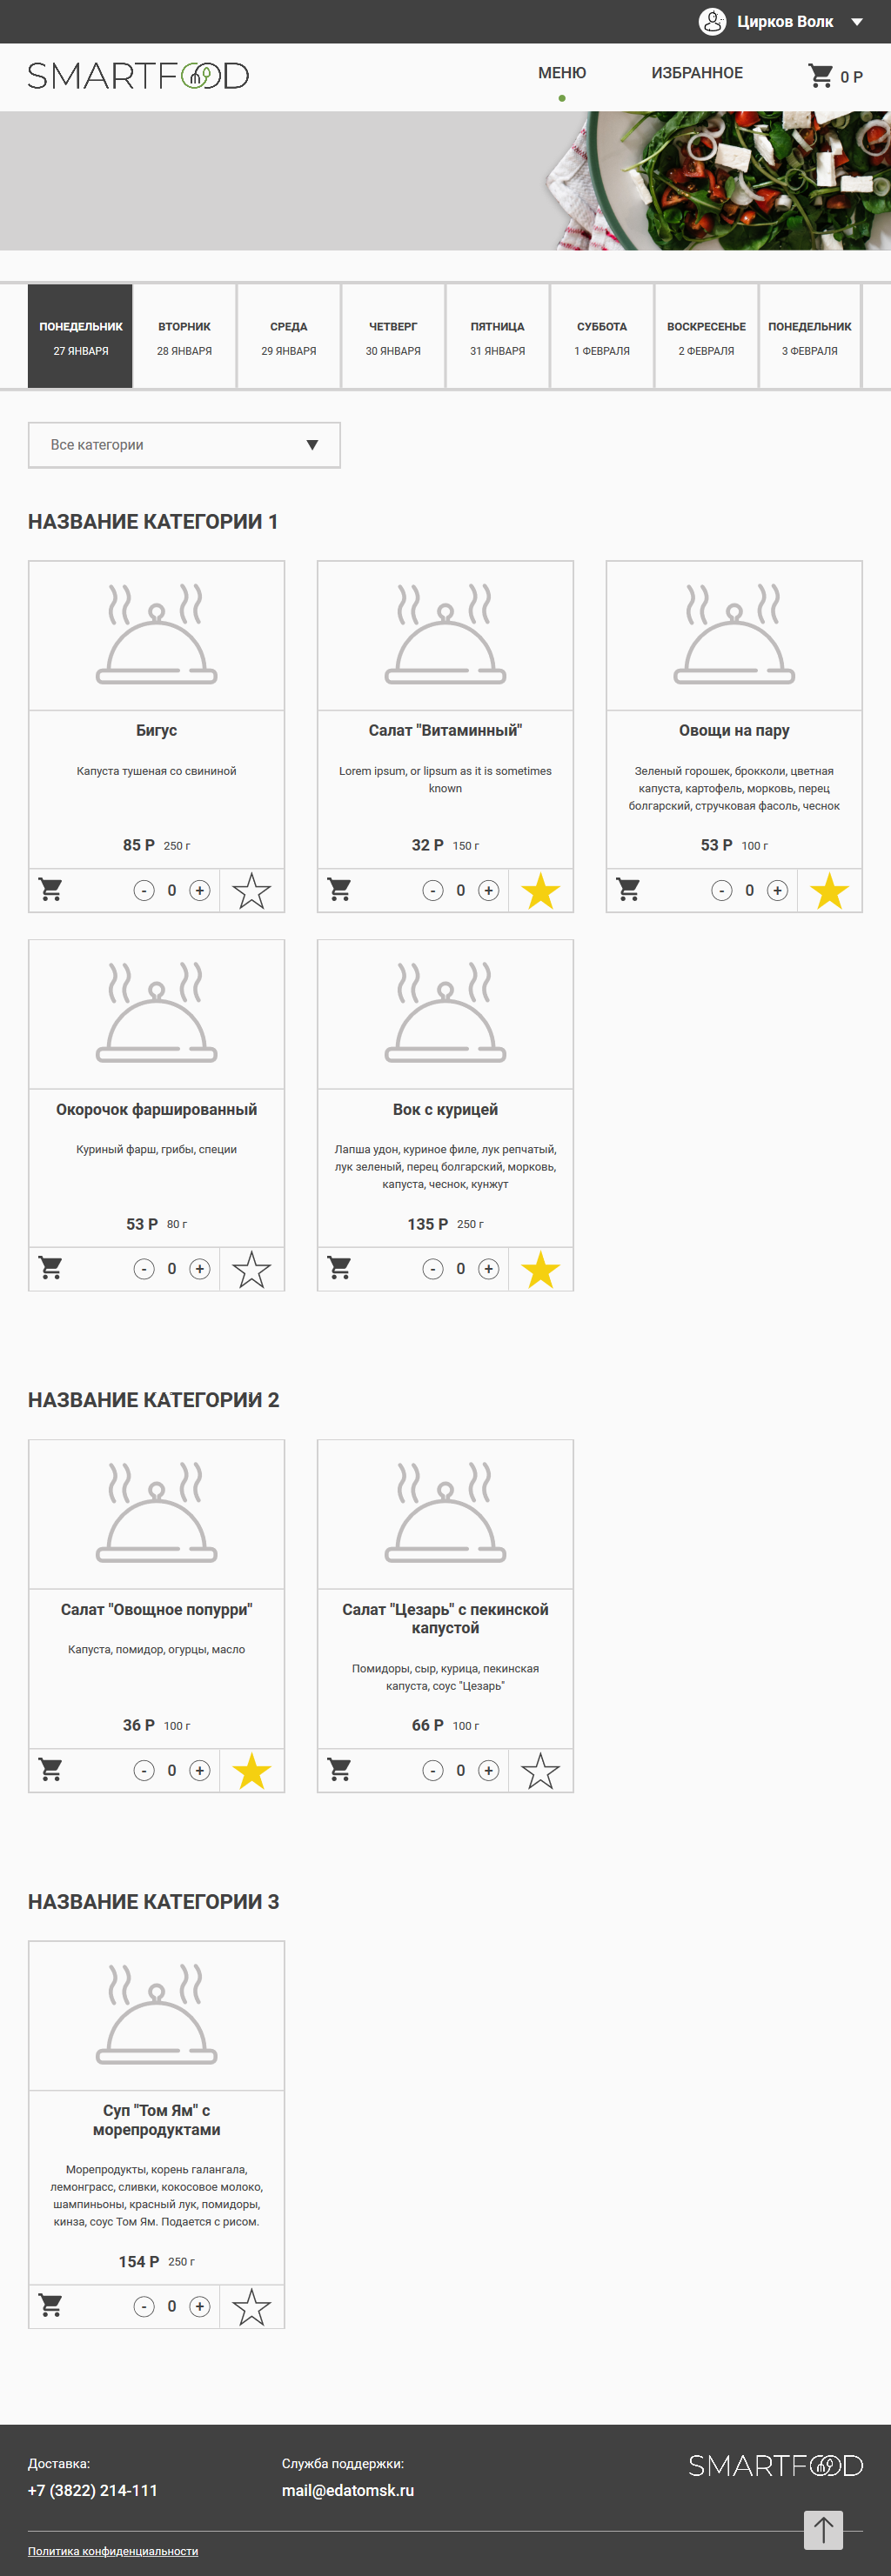 Цирков Волк
SMARTFOOD
МЕНЮ
ИЗБРАННОЕ
0 Р
ПОНЕДЕЛЬНИК
27 ЯНВАРЯ
ВТОРНИК
28 ЯНВАРЯ
СРЕДА
29 ЯНВАРЯ
ЧЕТВЕРГ
30 ЯНВАРЯ
ПЯТНИЦА
31 ЯНВАРЯ
СУББОТА
1 ФЕВРАЛЯ
ВОСКРЕСЕНЬЕ
2 ФЕВРАЛЯ
ПОНЕДЕЛЬНИК
3 ФЕВРАЛЯ
Все категории
НАЗВАНИЕ КАТЕГОРИИ 1
Бигус
Капуста тушеная со свининой
85 Р 250 г
- 0 +
Салат "Витаминный"
Lorem ipsum, or lipsum as it is sometimes
known
32 Р 150 г
- 0 +
Овощи на пару
Зеленый горошек, брокколи, цветная
капуста, картофель, морковь, перец
болгарский, стручковая фасоль, чеснок
53 Р 100 г
- 0 +
Окорочок фаршированный
Куриный фарш, грибы, специи
53 Р 80 г
- 0 +
Вок с курицей
Лапша удон, куриное филе, лук репчатый,
лук зеленый, перец болгарский, морковь,
капуста, чеснок, кунжут
135 Р 250 г
- 0 +
НАЗВАНИЕ КАТЕГОРИИ 2
Салат "Овощное попурри"
Капуста, помидор, огурцы, масло
36 Р 100 г
- 0 +
Салат "Цезарь" с пекинской
капустой
Помидоры, сыр, курица, пекинская
капуста, соус "Цезарь"
66 Р 100 г
- 0 +
НАЗВАНИЕ КАТЕГОРИИ 3
Суп "Том Ям" с
морепродуктами
Морепродукты, корень галангала,
лемонграсс, сливки, кокосовое молоко,
шампиньоны, красный лук, помидоры,
кинза, соус Том Ям. Подается с рисом.
154 Р 250 г
- 0 +
Доставка:
+7 (3822) 214-111
Служба поддержки:
mail@edatomsk.ru
SMARTFOOD
Политика конфиденциальности